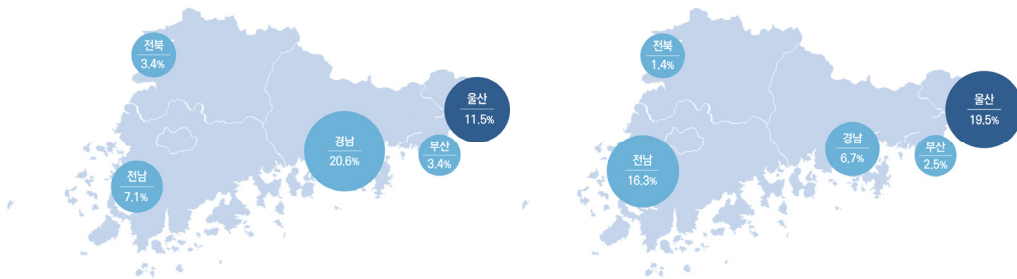 전북
3.4%
울산
11.5%
경남
20.6%
부산
3.4%
전남
7.1%
전북
1.4%
울산
19.5%
경남
6.7%
부산
2.5%
전남
16.3%